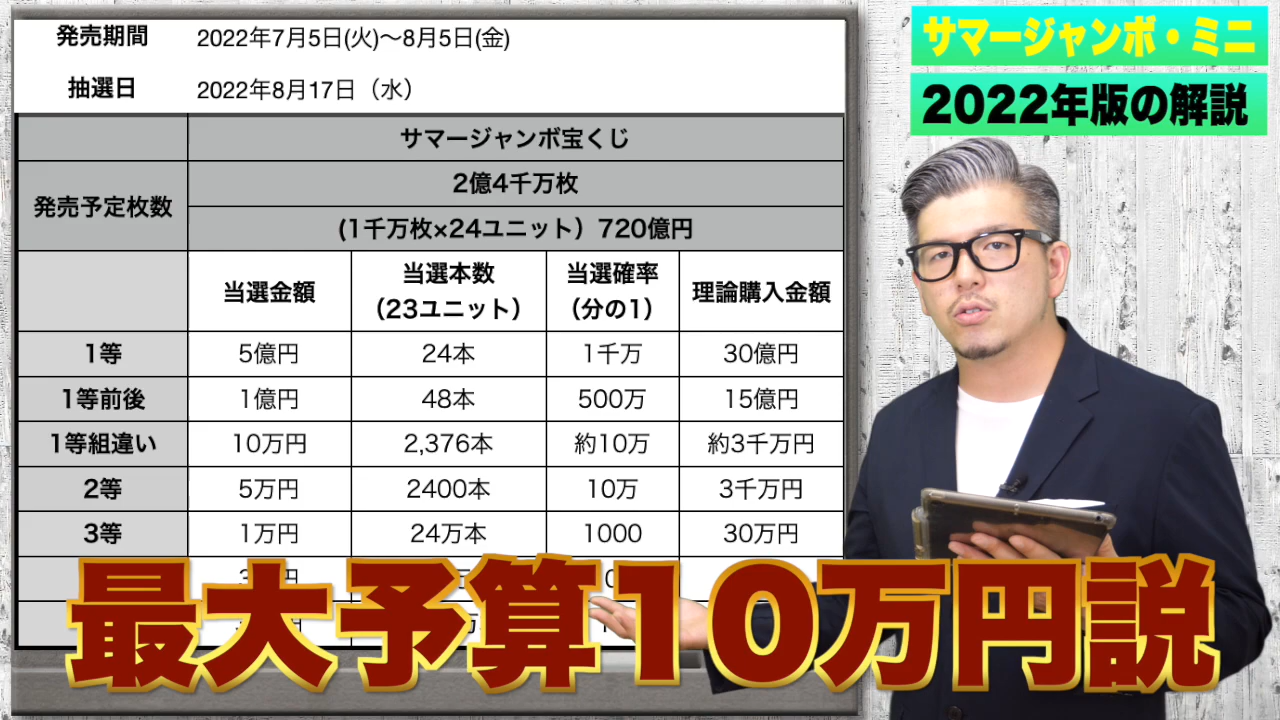 発売期間 2022年7月5日(火)〜8月5日(金)
抽選日 2022年8月17日（水）
サマージャンボ宝くじ
発売予定枚数
2億4千万枚
(1千万枚×24ユニット）720億円
当選金額 当選本数（23ユニット） 当選確率（分の1） 理論購入金額
1等 5億円 24本 1千万 30億円
1等前後 1億円 48本 500万 15億円
1等組違い 10万円 2,376本 約10万 約3千万円
2等 5万円 2400本 10万 3千万円
3等 1万円 24万本 1000 30万円
サマージャンボ・ミニ
2022年版の解説
最大予算10万円説